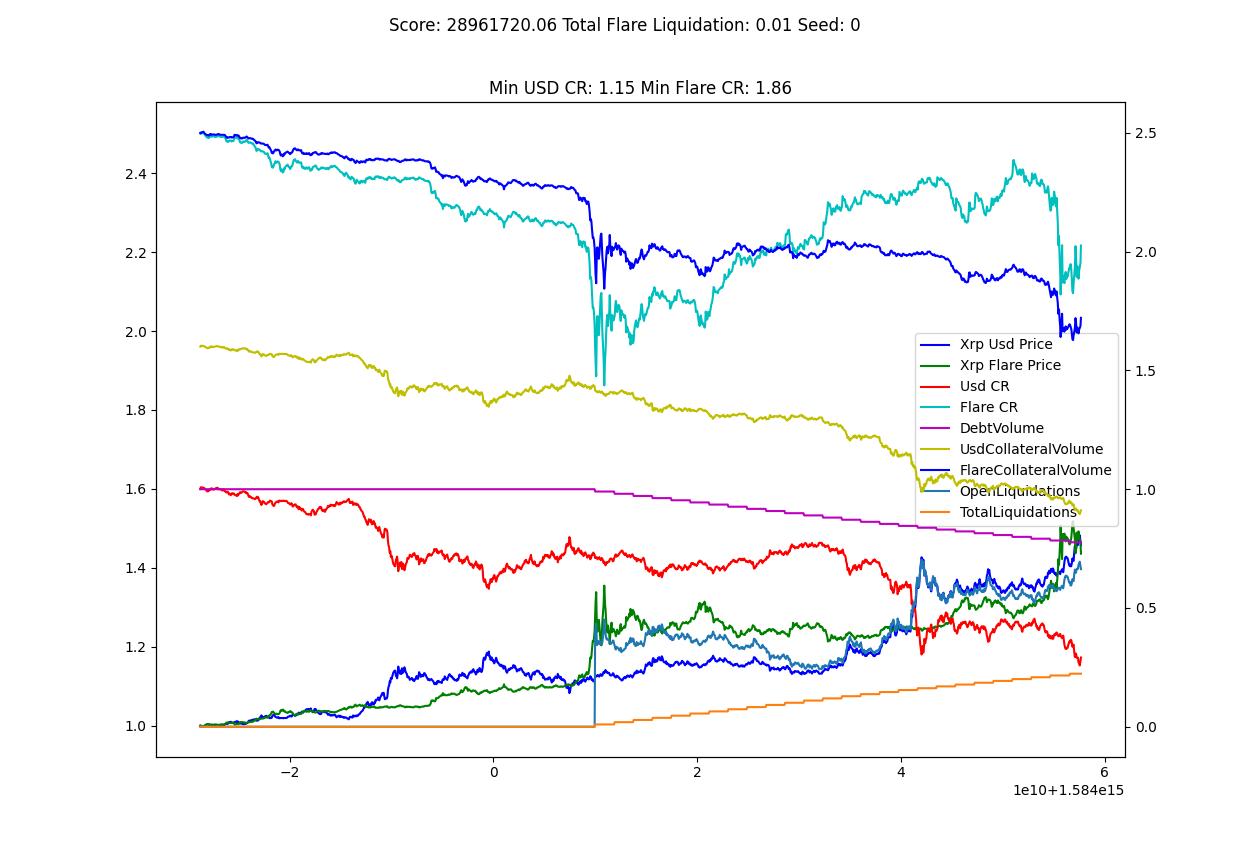 Score: 28961720.06 Total Flare Liquidation: 0.01 Seed: 0
Min USD CR: 1.15 Min Flare CR: 1.86
2.4
2.2
2.0
1.8
1.6
1.4
1.2
1.0
2.5
2.0
1.5
1.0
0.5
0.0
Xrp Usd Price
Xrp Flare Price
Usd CR
Flare CR
DebtVolume
UsdCollateralVolume
FlareCollateralVolume
OpenLiquidations
TotalLiquidations
−2
0
2
4
6
1e10+1.584e15